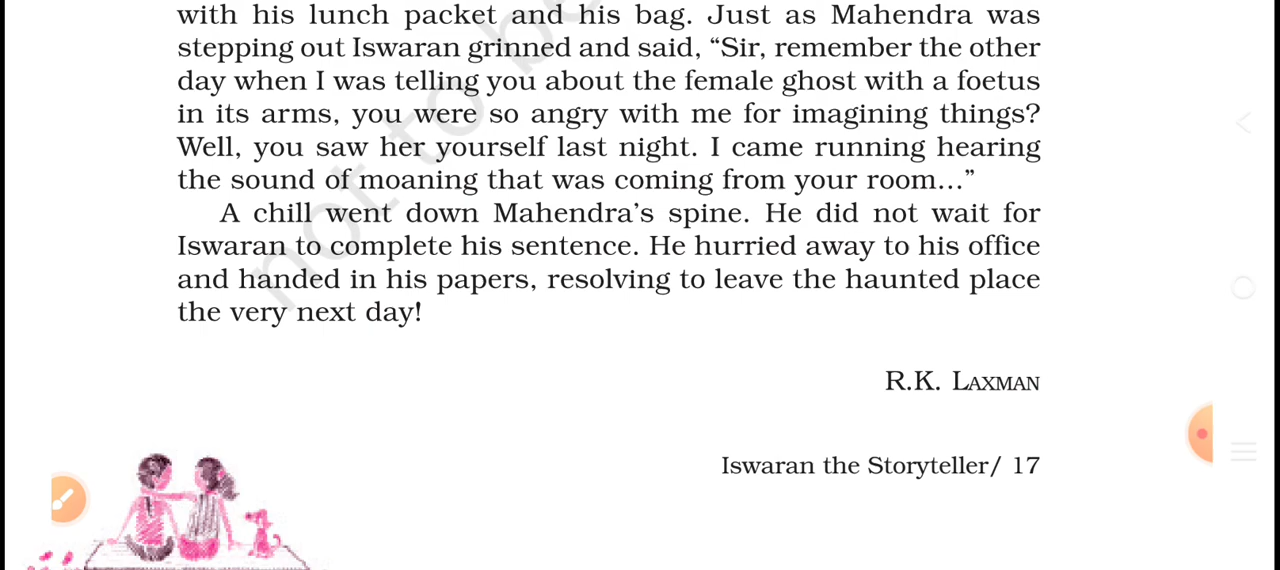 with his lunch packet and his bag. Just as Mahendra was
stepping out Iswaran grinned and said, “Sir, remember the other
day when I was telling you about the female ghost with a foetus
in its arms, you were so angry with me for imagining things?
Well, you saw her yourself last night. I came running hearing
the sound of moaning that was coming from your room...”
A chill went down Mahendra’s spine. He did not wait for
Iswaran to complete his sentence. He hurried away to his office
and handed in his papers, resolving to leave the haunted place
the very next day!
R.K. LAXMAN
Iswaran the Storyteller/ 17
not to be